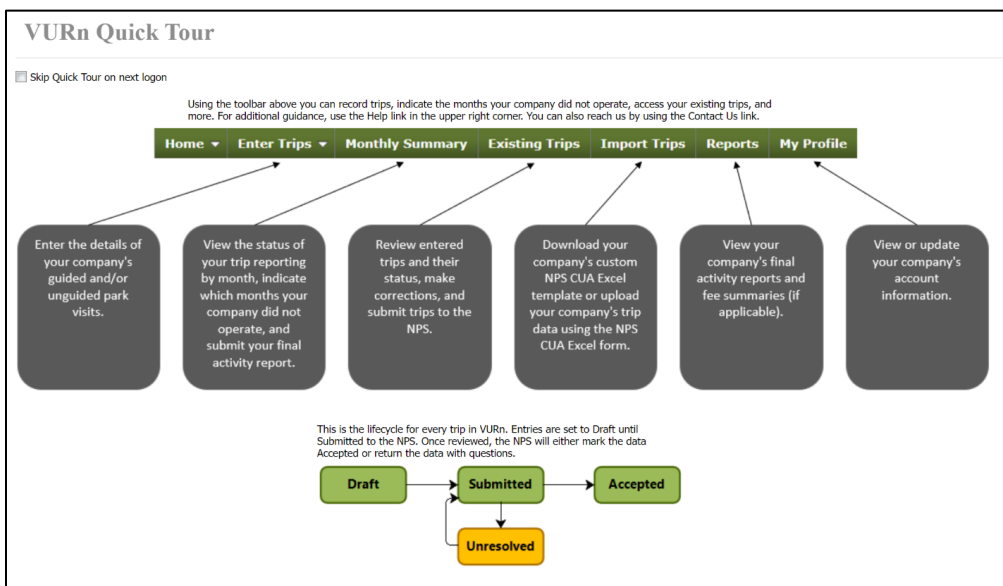 VURn Quick Tour
Skip Quick Tour on next logon
Using the toolbar above you can record trips, indicate the months your company did not operate, access your existing trips, and
more. For additional guidance, use the Help link in the upper right corner. You can also reach us by using the Contact Us link.
Home Enter Trips Monthly Summary Existing Trips Import Trips Reports My Profile
Enter the details of
your company's
guided and/or
unguided park
visits.
View the status of
your trip reporting
by month, indicate
which months your
company did not
operate, and
submit your final
activity report.
Review entered
trips and their
status, make
corrections, and
submit trips to the
NPS.
Download your
company's custom
NPS CUA Excel
template or upload
your company's trip
data using the NPS
CUA Excel form.
View your
company's final
activity reports and
fee summaries (if
applicable).
View or update
your company's
account
information.
This is the lifecycle for every trip in VURn. Entries are set to Draft until
Submitted to the NPS. Once reviewed, the NPS will either mark the data
Accepted or return the data with questions.
Draft Submitted Accepted
Unresolved